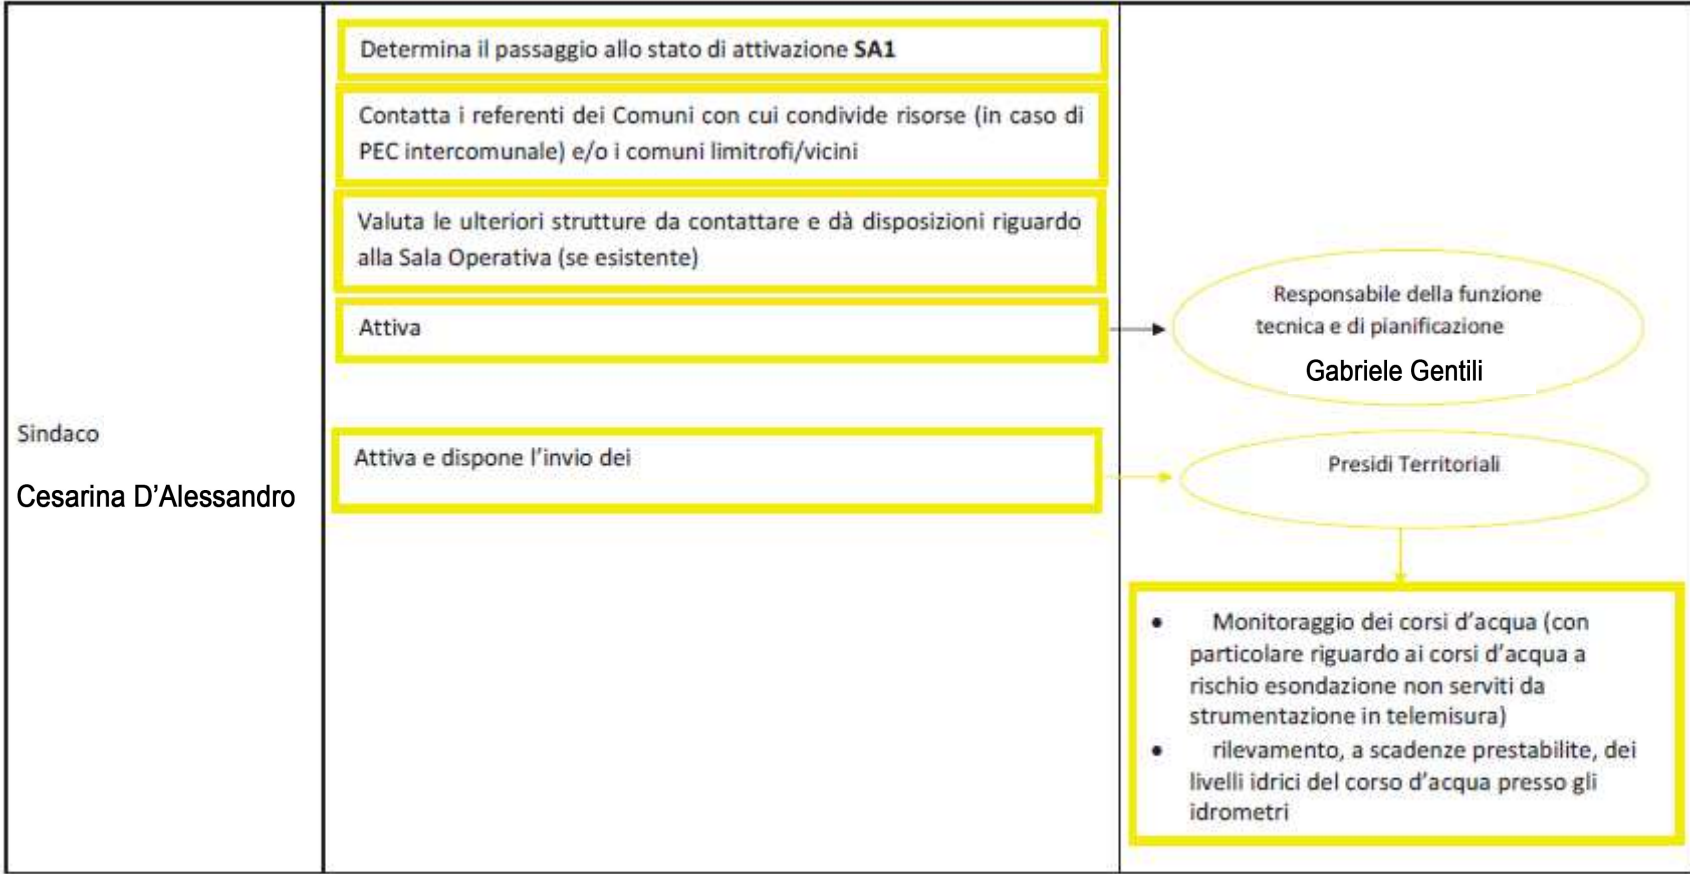 Determina il passaggio allo stato di attivazione SA1
Contatta i referenti dei Comuni con cui condivide risorse (in caso di
PEC intercomunale) e/o i comuni limitrofi/vicini
Valuta le ulteriori strutture da contattare e dà disposizioni riguardo
alla Sala Operativa (se esistente)
Attiva
Responsabile della funzione
tecnica e di pianificazione
Gabriele Gentili
Sindaco
Cesarina D’Alessandro
Attiva e dispone l’invio dei
Presidi Territoriali
• Monitoraggio dei corsi d’acqua (con
particolare riguardo ai corsi d’acqua a
rischio esondazione non serviti da
strumentazione in telemisura)
• rilevamento, a scadenze prestabilite, dei
livelli idrici del corso d’acqua presso gli
idrometri